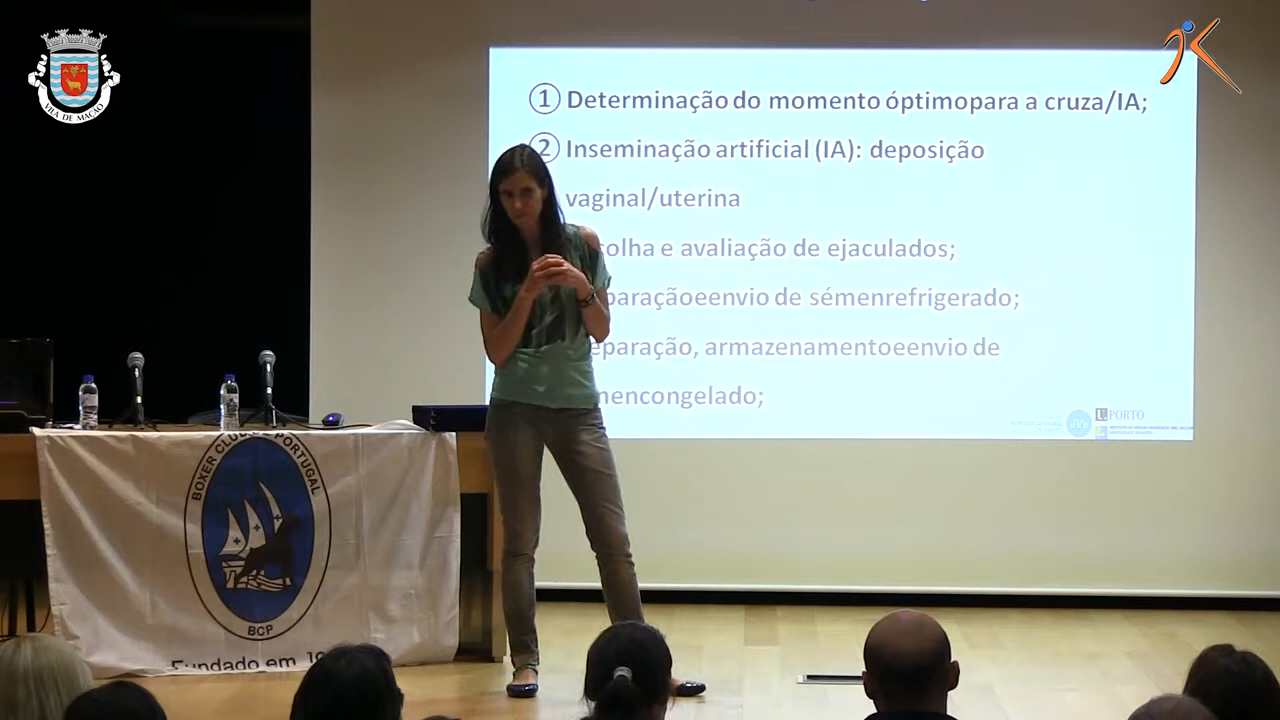 VILA DE MAÇÃO
① Determinação do momento óptimopara a cruza/IA;
② Inseminação artificial (IA): deposição
vaginal/uterina
colha e avaliação de ejaculados;
paraçãoeenvio de sémenrefrigerado;
eparação, armazenamentoeenvio de
mencongelado;
U. PORTO
BOXER CLUBE DE PORTUGAL
BCP
Fundado em